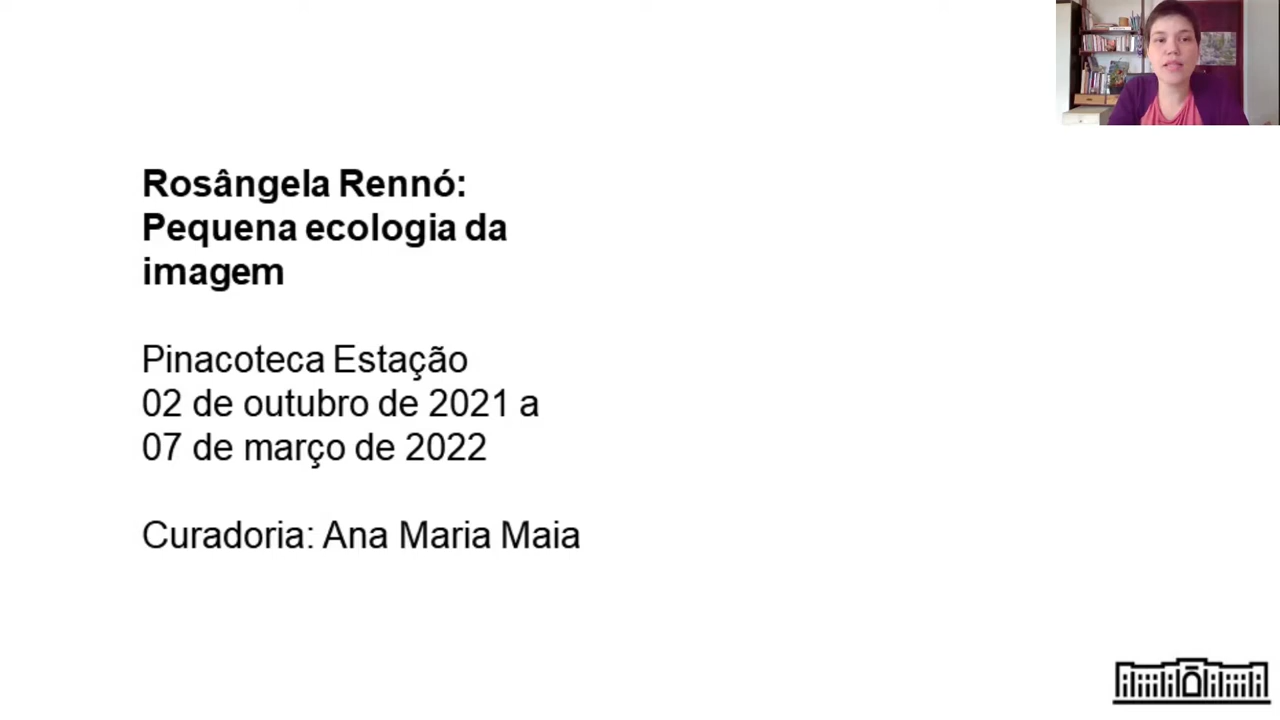 Rosângela Rennó:
Pequena ecologia da
imagem
Pinacoteca Estação
02 de outubro de 2021 a
07 de março de 2022
Curadoria: Ana Maria Maia